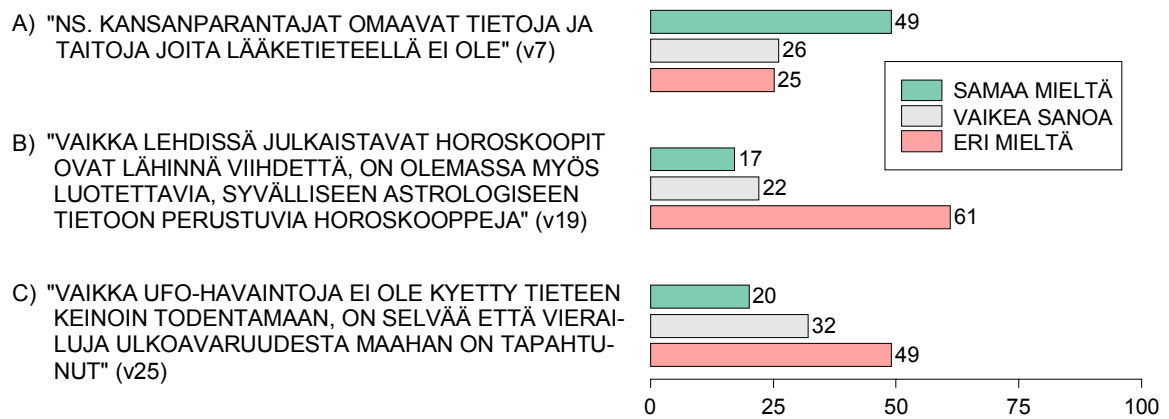 A) "NS. KANSANPARANTAJAT OMAAVAT TIETOJA JA
TAITOJA JOITA LÄÄKETIETEELLÄ EI OLE" (v7)
49
26
25
SAMAA MIELTÄ
VAIKEA SANOA
ERI MIELTÄ
B) "VAIKKA LEHDISSÄ JULKAISTAVAT HOROSKOOPIT
OVAT LÄHINNÄ VIIHDETTÄ, ON OLEMASSA MYÖS
LUOTETTAVIA, SYVÄLLISEEN ASTROLOGISEEN
TIETOON PERUSTUVIA HOROSKOOPPEJA" (v19)
17
22
61
C) "VAIKKA UFO-HAVAINTOJA EI OLE KYETTY TIETEEN
KEINOIN TODENTAMAAN, ON SELVÄÄ ETTÄ VIERAI-
LUJA ULKOAVARUUDESTA MAAHAN ON TAPAHTU-
NUT" (v25)
20
32
49
0 25 50 75 100